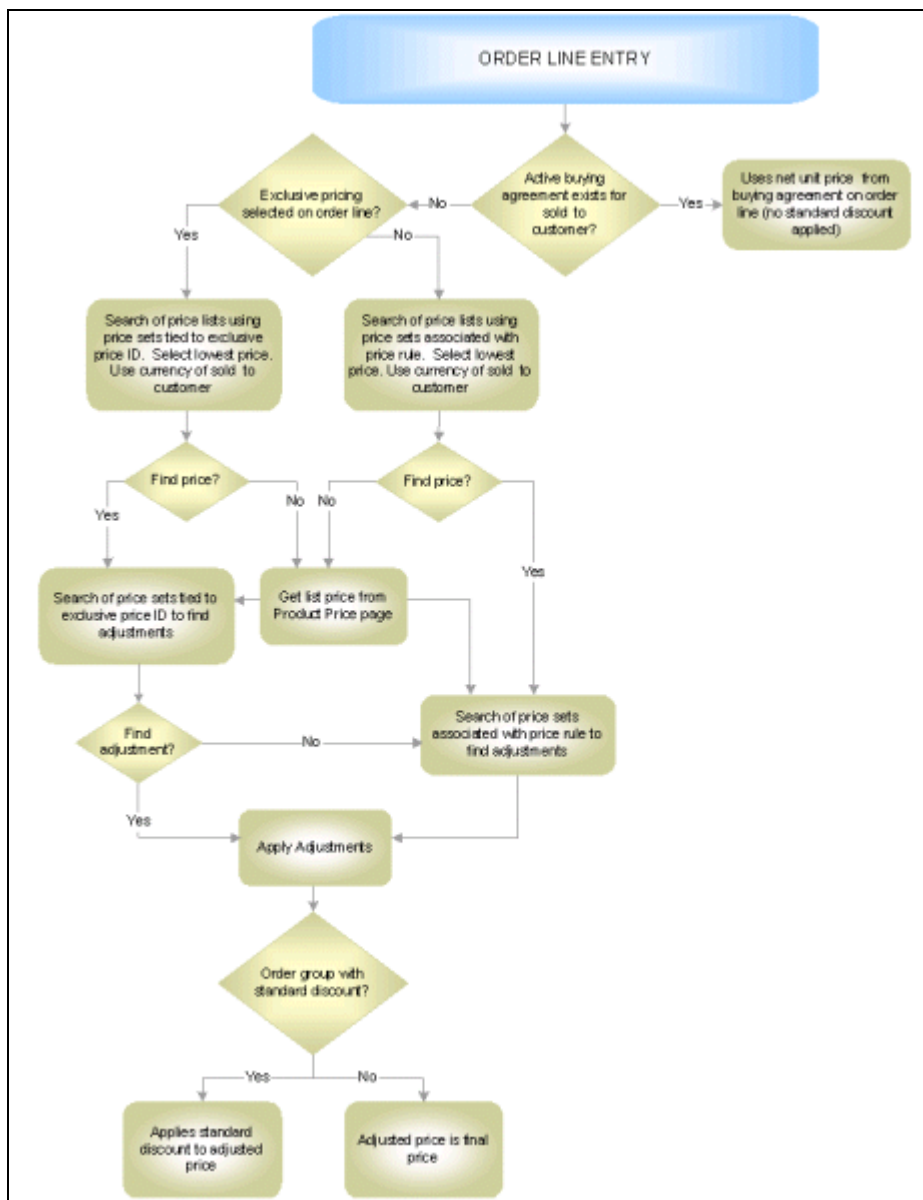 ORDER LINE ENTRY
Exclusive pricing
selected on order line?
No
Active buying
agreement exists for
sold to
customer?
Yes
Uses net unit price from
buying agreement on order
line (no standard discount
applied)
Yes
No
Search of price lists using
price sets tied to exclusive
price ID. Select lowest price.
Use currency of sold to
customer
Search of price lists using
price sets associated with
price rule. Select lowest
price. Use currency of sold to
customer
Find price?
Find price?
No
No
Yes
Yes
Search of price sets tied to
exclusive price ID to find
adjustments
Get list price from
Product Price page
Find
adjustment?
No
Search of price sets
associated with price rule to
find adjustments
Yes
Apply Adjustments
Order group with
standard discount?
Yes
No
Applies standard
discount to adjusted
price
Adjusted price is final
price